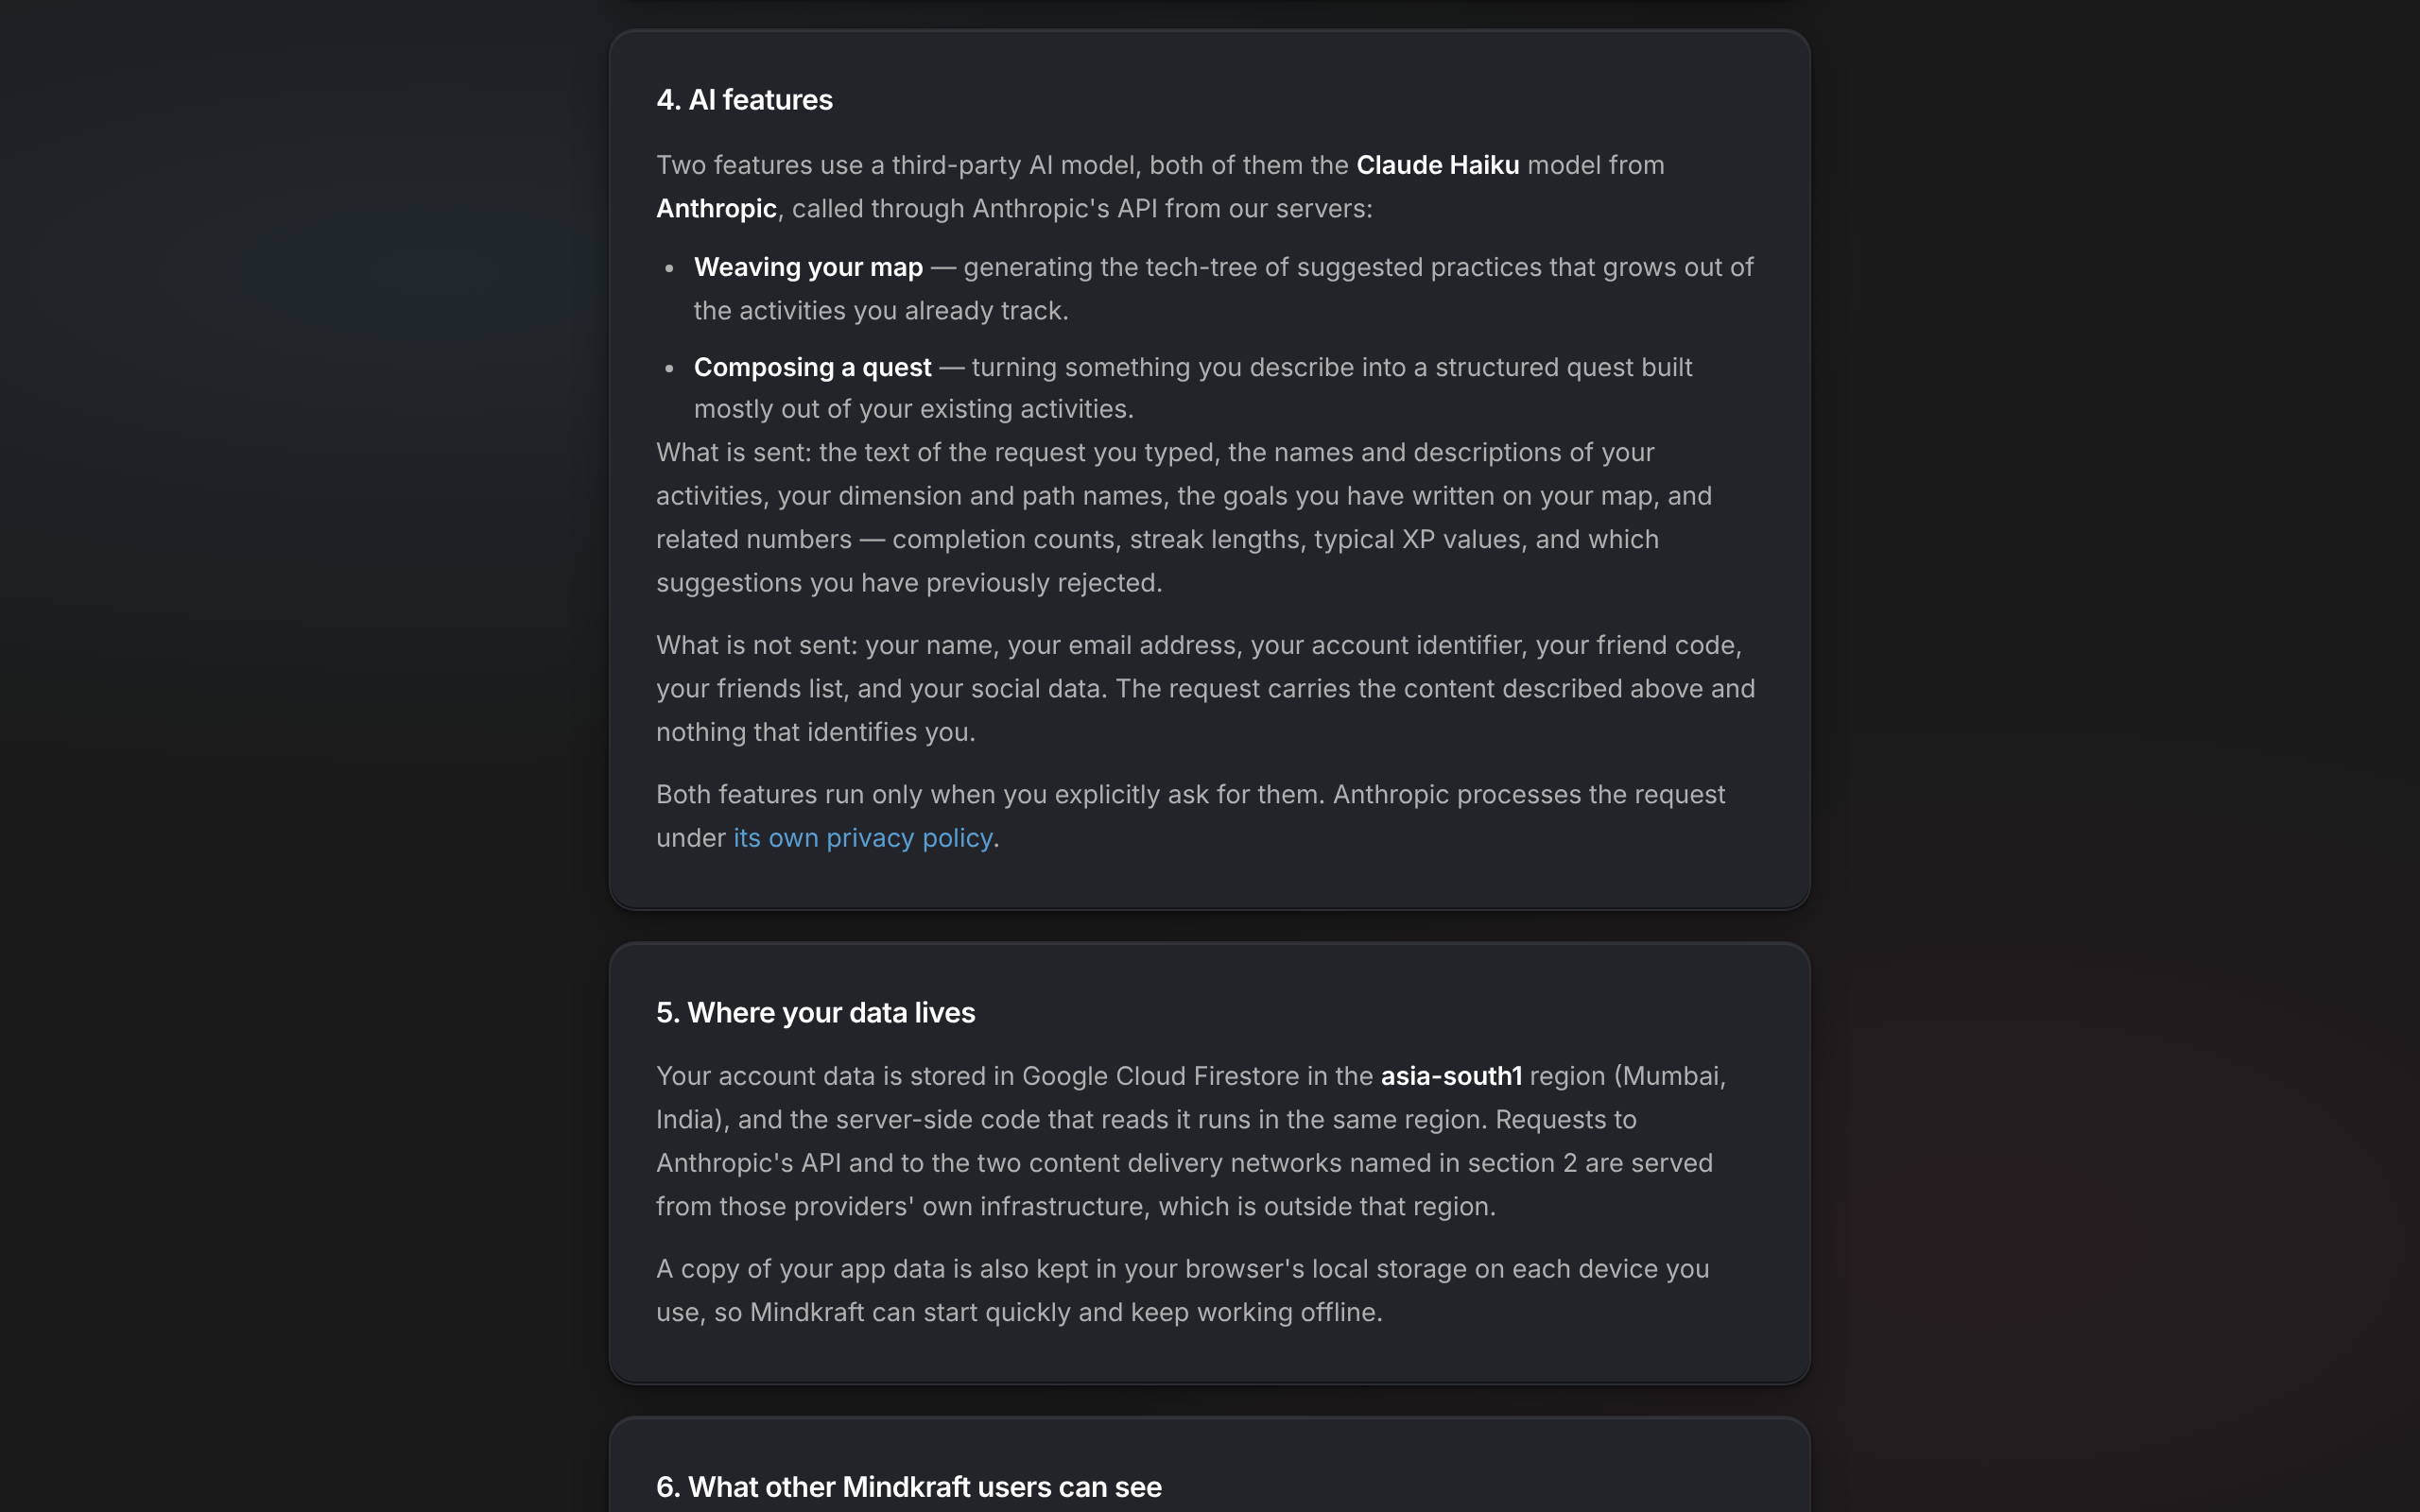 4. AI features
Two features use a third-party AI model, both of them the Claude Haiku model from
Anthropic, called through Anthropic's API from our servers:
• Weaving your map — generating the tech-tree of suggested practices that grows out of
the activities you already track.
• Composing a quest — turning something you describe into a structured quest built
mostly out of your existing activities.
What is sent: the text of the request you typed, the names and descriptions of your
activities, your dimension and path names, the goals you have written on your map, and
related numbers — completion counts, streak lengths, typical XP values, and which
suggestions you have previously rejected.
What is not sent: your name, your email address, your account identifier, your friend code,
your friends list, and your social data. The request carries the content described above and
nothing that identifies you.
Both features run only when you explicitly ask for them. Anthropic processes the request
under its own privacy policy.
5. Where your data lives
Your account data is stored in Google Cloud Firestore in the asia-south1 region (Mumbai,
India), and the server-side code that reads it runs in the same region. Requests to
Anthropic's API and to the two content delivery networks named in section 2 are served
from those providers' own infrastructure, which is outside that region.
A copy of your app data is also kept in your browser's local storage on each device you
use, so Mindkraft can start quickly and keep working offline.
6. What other Mindkraft users can see